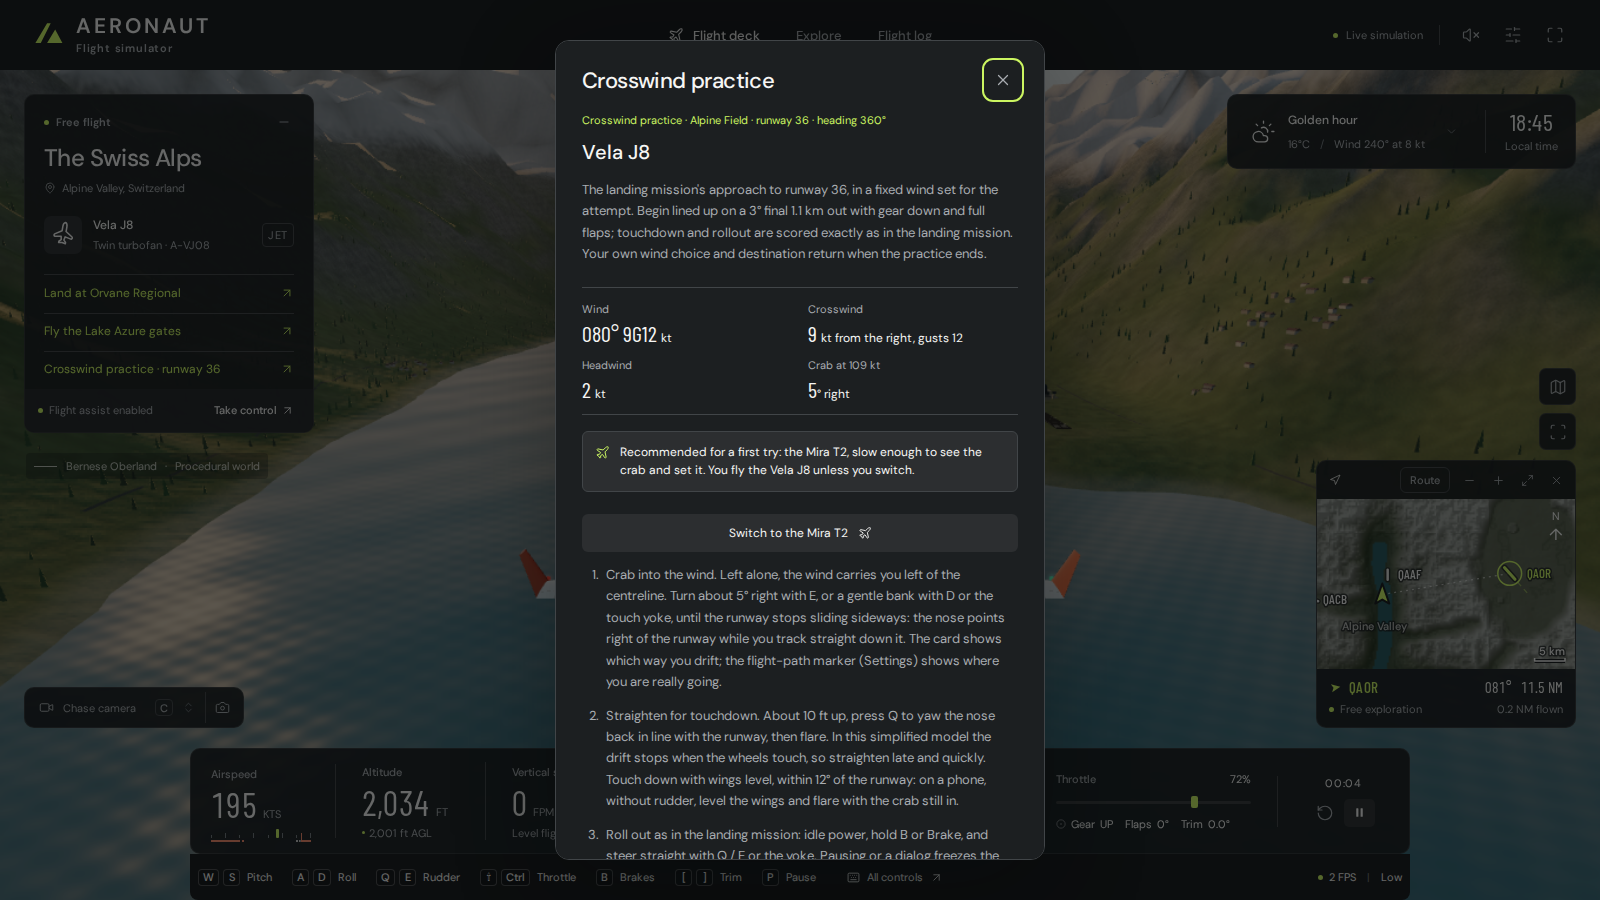 AERONAUT
Flight simulator
Flight deck
Explore
Flight log
Live simulation
Free flight
The Swiss Alps
Alpine Valley, Switzerland
Vela J8
Twin turbofan · A-VJ08
JET
Land at Orvane Regional
Fly the Lake Azure gates
Crosswind practice · runway 36
Flight assist enabled
Take control
Bernese Oberland · Procedural world
Crosswind practice
Crosswind practice · Alpine Field · runway 36 · heading 360°
Vela J8
The landing mission's approach to runway 36, in a fixed wind set for the
attempt. Begin lined up on a 3° final 1.1 km out with gear down and full
flaps; touchdown and rollout are scored exactly as in the landing mission.
Your own wind choice and destination return when the practice ends.
Wind
080° 9G12 kt
Crosswind
9 kt from the right, gusts 12
Headwind
2 kt
Crab at 109 kt
5° right
Recommended for a first try: the Mira T2, slow enough to see the
crab and set it. You fly the Vela J8 unless you switch.
Switch to the Mira T2
1. Crab into the wind. Left alone, the wind carries you left of the
centreline. Turn about 5° right with E, or a gentle bank with D or the
touch yoke, until the runway stops sliding sideways: the nose points
right of the runway while you track straight down it. The card shows
which way you drift; the flight-path marker (Settings) shows where
you are really going.
2. Straighten for touchdown. About 10 ft up, press Q to yaw the nose
back in line with the runway, then flare. In this simplified model the
drift stops when the wheels touch, so straighten late and quickly.
Touch down with wings level, within 12° of the runway: on a phone,
without rudder, level the wings and flare with the crab still in.
3. Roll out as in the landing mission: idle power, hold B or Brake, and
steer straight with Q / E or the yoke. Pausing or a dialog freezes the
Golden hour
16°C / Wind 240° at 8 kt
18:45
Local time
Route
N
QAAF
QAOR
QACB
Alpine Valley
5 km
QAOR
081° 11.5 NM
Free exploration
0.2 NM flown
Chase camera
C
Airspeed
195 KTS
Altitude
2,034 FT
2,001 ft AGL
Vertical s
0 FPM
Level flig
Throttle
72%
Gear UP Flaps 0° Trim 0.0°
00:04
W S Pitch
A D Roll
Q E Rudder
⇧ Ctrl Throttle
B Brakes
[ ] Trim
P Pause
All controls
2 FPS | Low